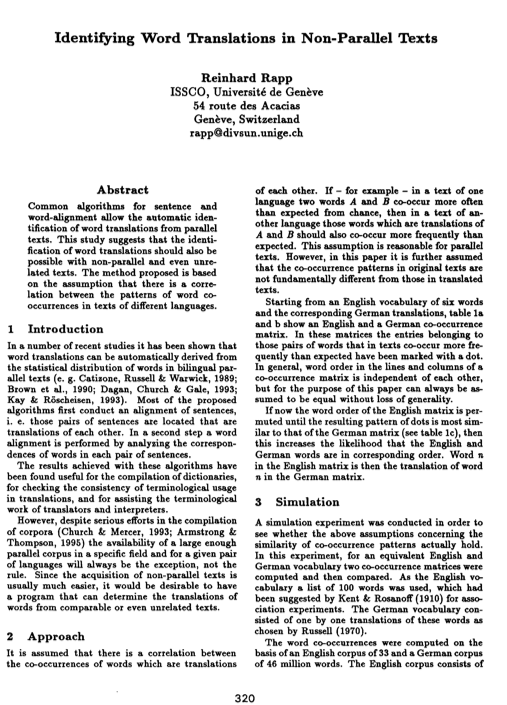 Identifying Word Translations in Non-Parallel Texts
Reinhard Rapp
ISSCO, Université de Genève
54 route des Acacias
Genève, Switzerland
rapp@divsun.unige.ch
Abstract
Common algorithms for sentence and
word-alignment allow the automatic iden-
tification of word translations from parallel
texts. This study suggests that the identi-
fication of word translations should also be
possible with non-parallel and even unre-
lated texts. The method proposed is based
on the assumption that there is a corre-
lation between the patterns of word co-
occurrences in texts of different languages.
1 Introduction
In a number of recent studies it has been shown that
word translations can be automatically derived from
the statistical distribution of words in bilingual par-
allel texts (e. g. Catizone, Russell & Warwick, 1989;
Brown et al., 1990; Dagan, Church & Gale, 1993;
Kay & Röscheisen, 1993). Most of the proposed
algorithms first conduct an alignment of sentences,
i. e. those pairs of sentences are located that are
translations of each other. In a second step a word
alignment is performed by analyzing the correspon-
dences of words in each pair of sentences.
The results achieved with these algorithms have
been found useful for the compilation of dictionaries,
for checking the consistency of terminological usage
in translations, and for assisting the terminological
work of translators and interpreters.
However, despite serious efforts in the compilation
of corpora (Church & Mercer, 1993; Armstrong &
Thompson, 1995) the availability of a large enough
parallel corpus in a specific field and for a given pair
of languages will always be the exception, not the
rule. Since the acquisition of non-parallel texts is
usually much easier, it would be desirable to have
a program that can determine the translations of
words from comparable or even unrelated texts.
2 Approach
It is assumed that there is a correlation between
the co-occurrences of words which are translations
of each other. If – for example – in a text of one
language two words A and B co-occur more often
than expected from chance, then in a text of an-
other language those words which are translations of
A and B should also co-occur more frequently than
expected. This assumption is reasonable for parallel
texts. However, in this paper it is further assumed
that the co-occurrence patterns in original texts are
not fundamentally different from those in translated
texts.
Starting from an English vocabulary of six words
and the corresponding German translations, table 1a
and b show an English and a German co-occurrence
matrix. In these matrices the entries belonging to
those pairs of words that in texts co-occur more fre-
quently than expected have been marked with a dot.
In general, word order in the lines and columns of a
co-occurrence matrix is independent of each other,
but for the purpose of this paper can always be as-
sumed to be equal without loss of generality.
If now the word order of the English matrix is per-
muted until the resulting pattern of dots is most sim-
ilar to that of the German matrix (see table 1c), then
this increases the likelihood that the English and
German words are in corresponding order. Word n
in the English matrix is then the translation of word
n in the German matrix.
3 Simulation
A simulation experiment was conducted in order to
see whether the above assumptions concerning the
similarity of co-occurrence patterns actually hold.
In this experiment, for an equivalent English and
German vocabulary two co-occurrence matrices were
computed and then compared. As the English vo-
cabulary a list of 100 words was used, which had
been suggested by Kent & Rosanoff (1910) for asso-
ciation experiments. The German vocabulary con-
sisted of one by one translations of these words as
chosen by Russell (1970).
The word co-occurrences were computed on the
basis of an English corpus of 33 and a German corpus
of 46 million words. The English corpus consists of
320